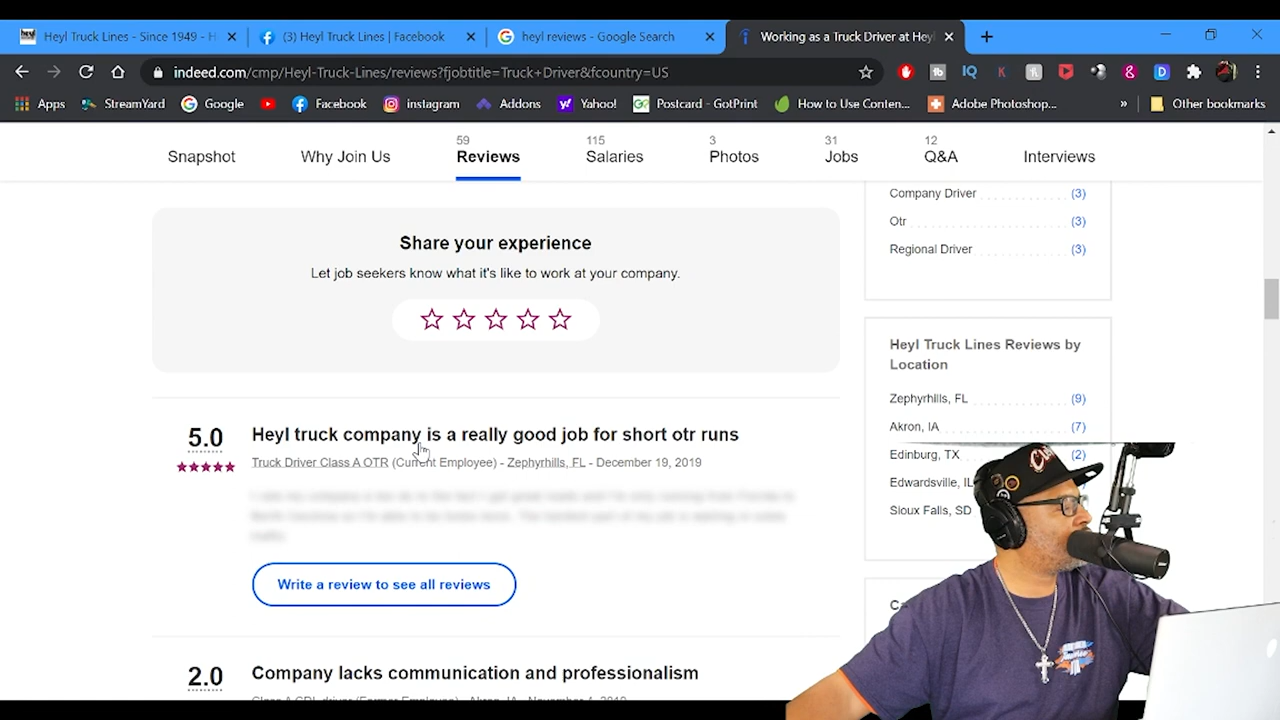 Heyl Truck Lines - Since 1949 - H
(3) Heyl Truck Lines | Facebook
heyl reviews - Google Search
Working as a Truck Driver at Heyl
indeed.com/cmp/Heyl-Truck-Lines/reviews?fjobtitle=Truck+Driver&fcountry=US
Apps StreamYard Google Facebook instagram Addons Yahoo! Postcard - GotPrint How to Use Conten... Adobe Photoshop... » Other bookmarks
59 115 3 31 12
Snapshot Why Join Us Reviews Salaries Photos Jobs Q&A Interviews
Company Driver (3)
Otr (3)
Regional Driver (3)
Share your experience
Let job seekers know what it's like to work at your company.
Heyl Truck Lines Reviews by
Location
Zephyrhills, FL (9)
Akron, IA (7)
Edinburg, TX (2)
Edwardsville, IL
Sioux Falls, SD
5.0 Heyl truck company is a really good job for short otr runs
Truck Driver Class A OTR (Current Employee) - Zephyrhills, FL - December 19, 2019
Write a review to see all reviews
2.0 Company lacks communication and professionalism